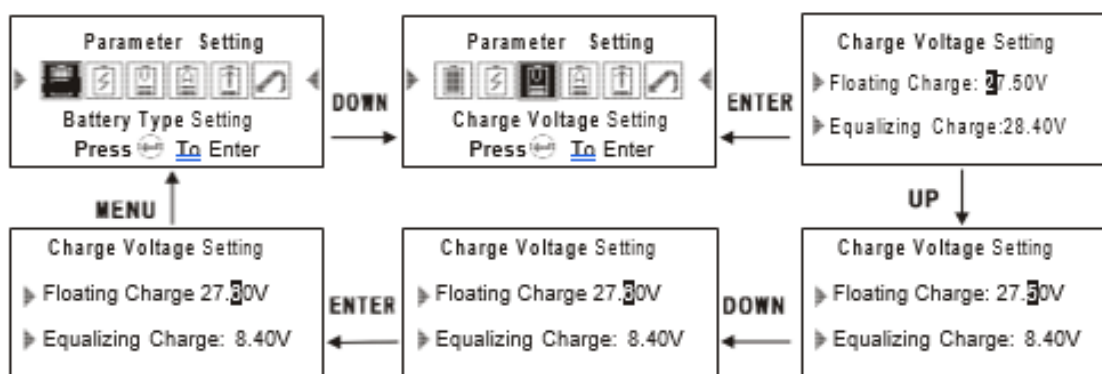 Parameter Setting
Battery Type Setting
Press To Enter
DOWN
Parameter Setting
Charge Voltage Setting
Press To Enter
ENTER
Charge Voltage Setting
Floating Charge: 27.50V
Equalizing Charge:28.40V
UP
MENU
Charge Voltage Setting
Floating Charge 27.60V
Equalizing Charge: 8.40V
ENTER
Charge Voltage Setting
Floating Charge 27.60V
Equalizing Charge: 8.40V
DOWN
Charge Voltage Setting
Floating Charge: 27.50V
Equalizing Charge: 8.40V